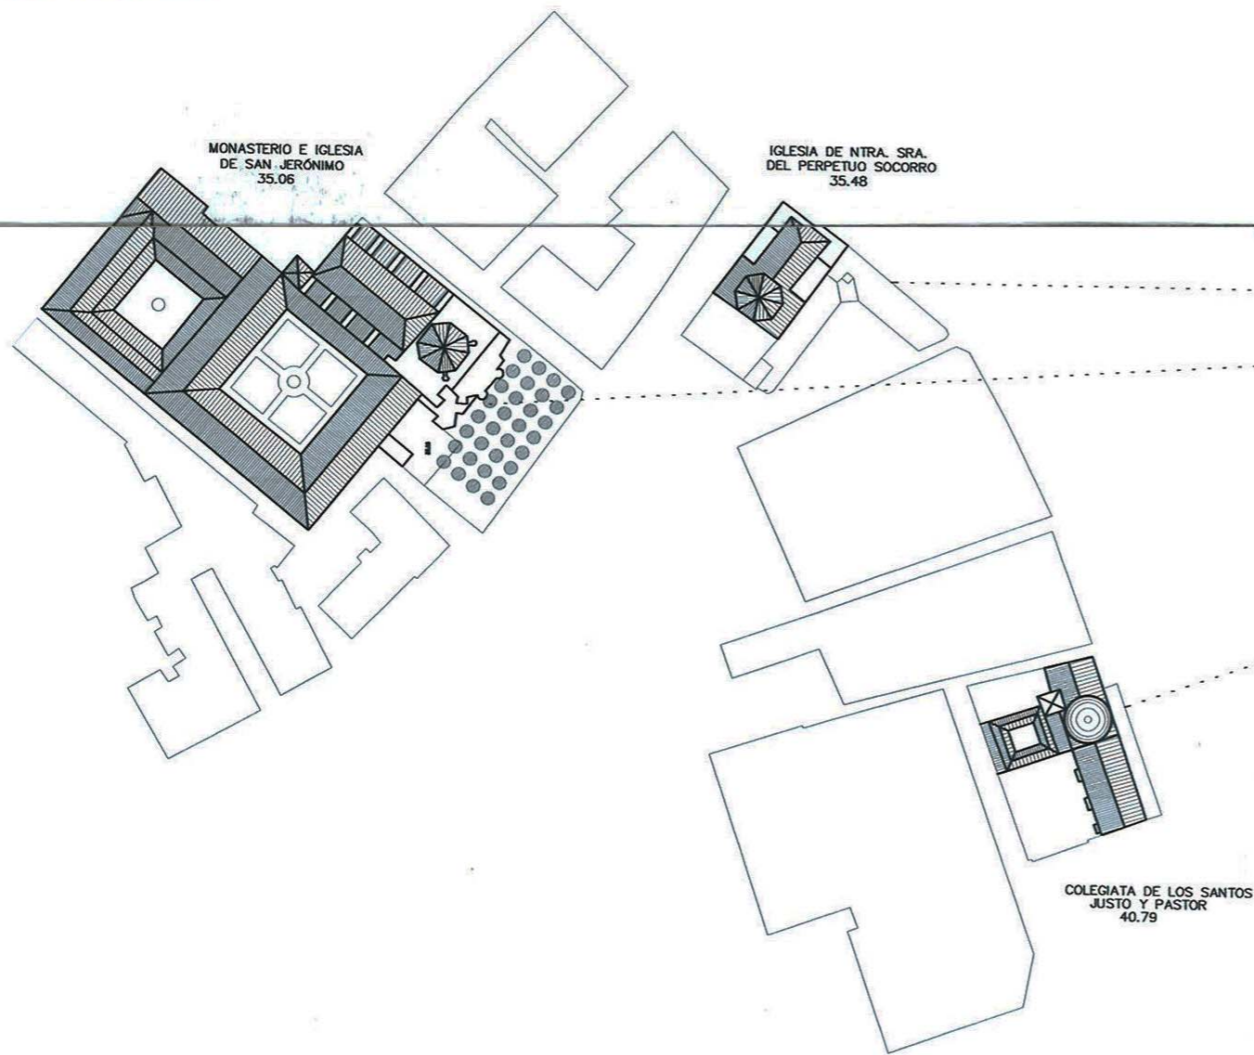 MONASTERIO E IGLESIA
DE SAN JERÓNIMO
35.06
IGLESIA DE NTRA. SRA.
DEL PERPETUO SOCORRO
35.48
COLEGIATA DE LOS SANTOS
JUSTO Y PASTOR
40.79